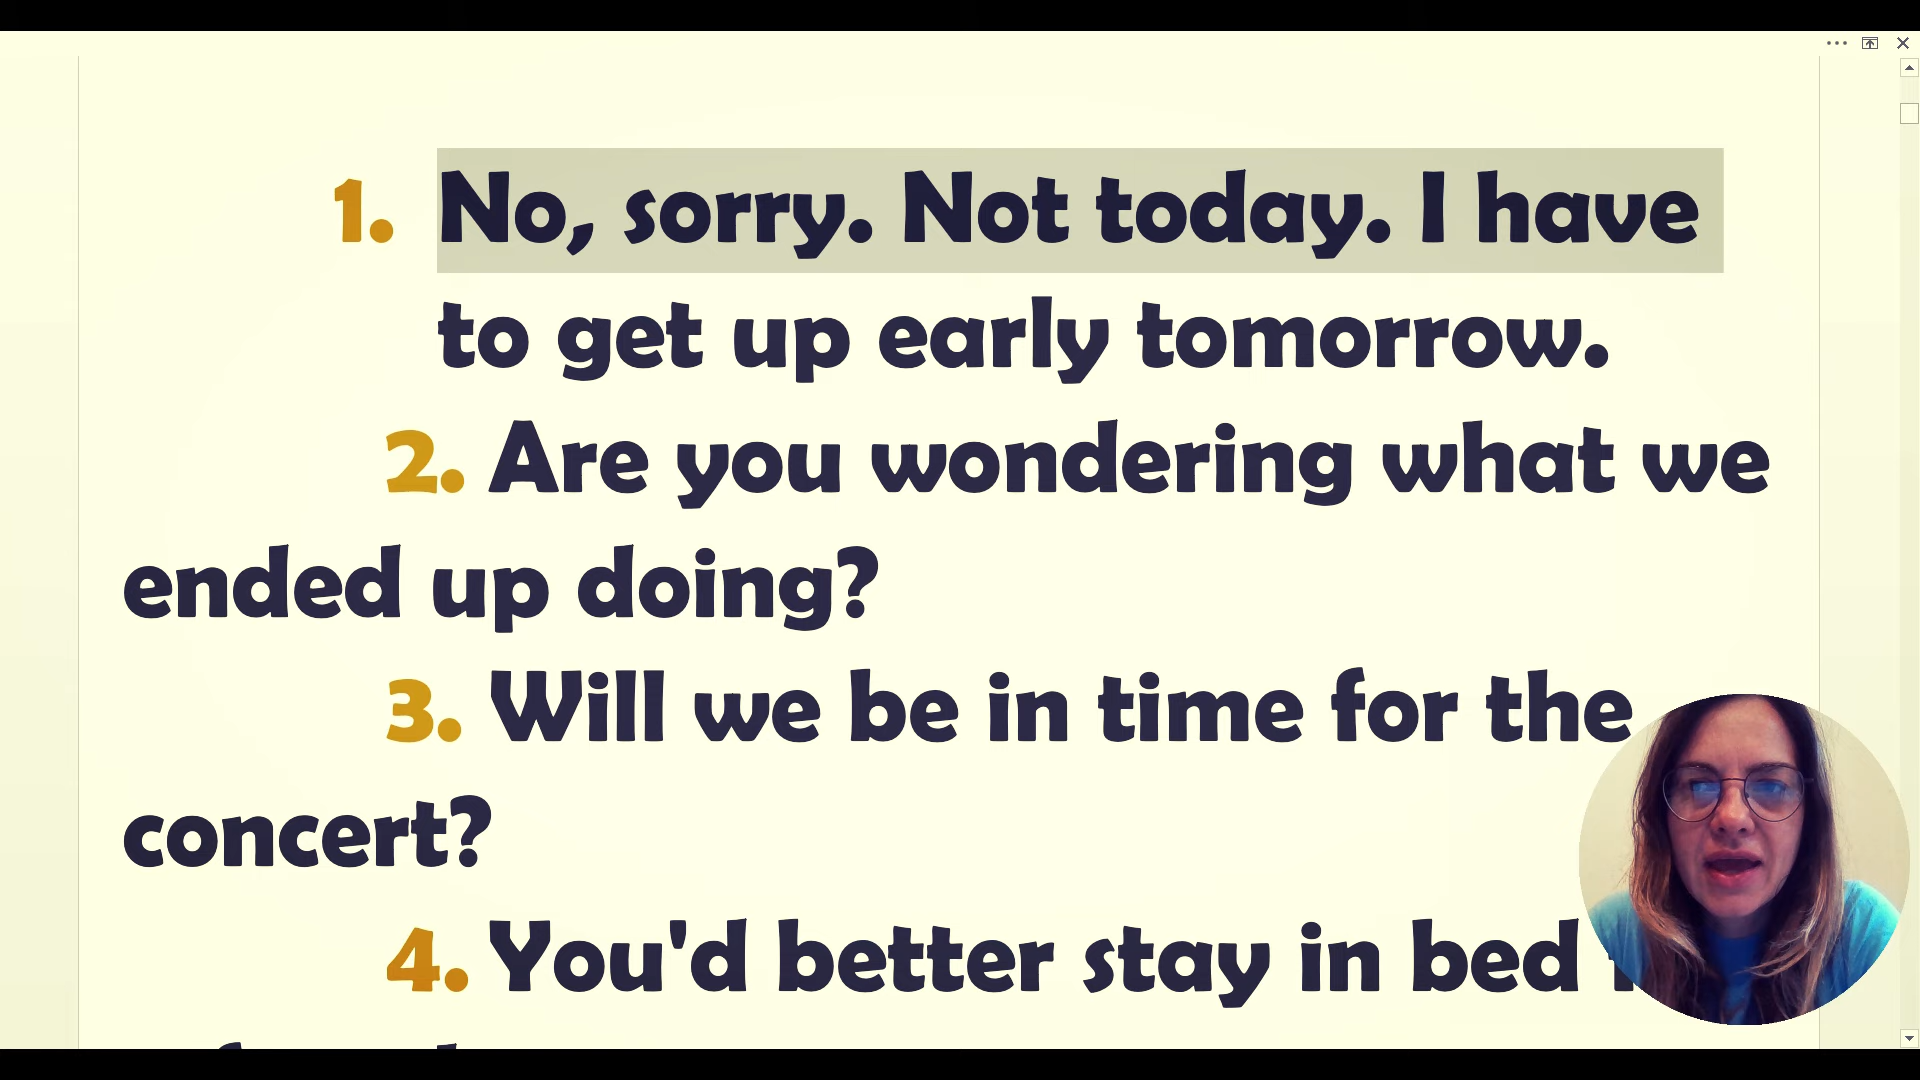 1. No, sorry. Not today. I have
to get up early tomorrow.
2. Are you wondering what we
ended up doing?
3. Will we be in time for the
concert?
4. You'd better stay in bed